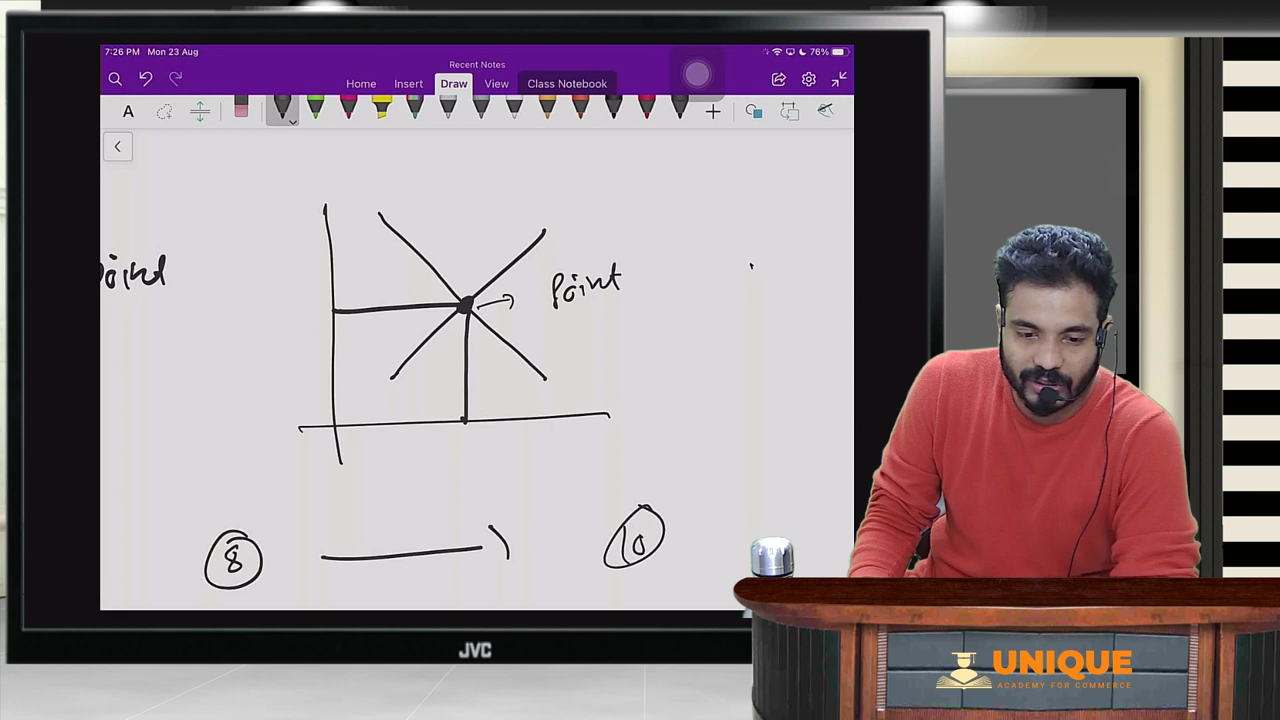 7:26 PM Mon 23 Aug
76%
Recent Notes
Home Insert Draw View Class Notebook
A
Point
8
10
JVC
UNIQUE
ACADEMY FOR COMMERCE